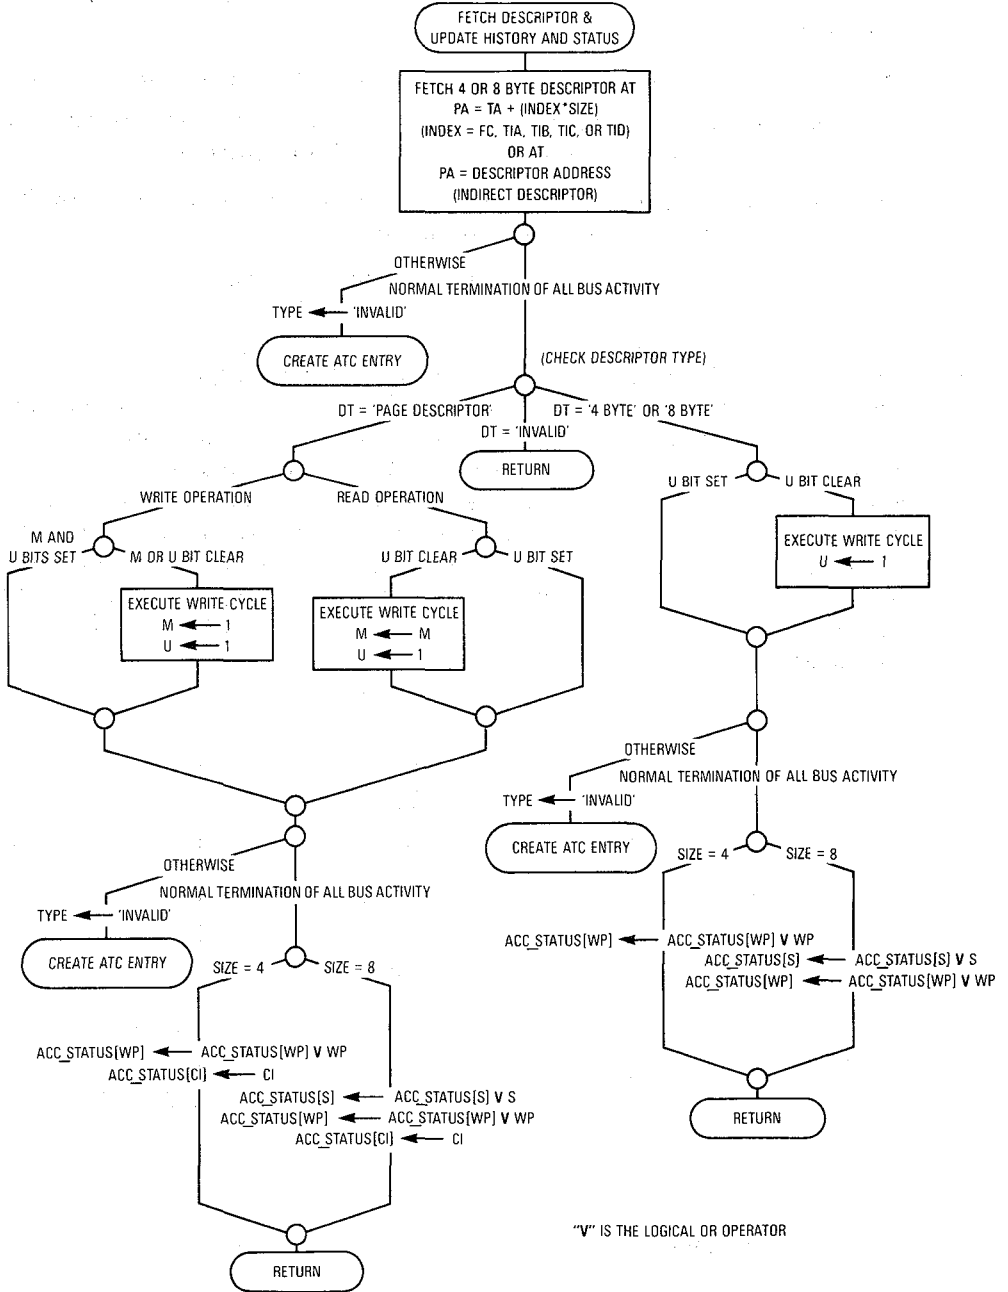 FETCH DESCRIPTOR &
UPDATE HISTORY AND STATUS
FETCH 4 OR 8 BYTE DESCRIPTOR AT
PA = TA + (INDEX*SIZE)
(INDEX = FC, TIA, TIB, TIC, OR TID)
OR AT
PA = DESCRIPTOR ADDRESS
(INDIRECT DESCRIPTOR)
OTHERWISE
NORMAL TERMINATION OF ALL BUS ACTIVITY
TYPE ← 'INVALID'
CREATE ATC ENTRY
(CHECK DESCRIPTOR TYPE)
DT = 'PAGE DESCRIPTOR'
DT = '4 BYTE' OR '8 BYTE'
DT = 'INVALID'
RETURN
WRITE OPERATION
READ OPERATION
M AND
U BITS SET
M OR U BIT CLEAR
U BIT CLEAR
U BIT SET
EXECUTE WRITE CYCLE
M ← 1
U ← 1
EXECUTE WRITE CYCLE
M ← M
U ← 1
U BIT SET
U BIT CLEAR
EXECUTE WRITE CYCLE
U ← 1
OTHERWISE
NORMAL TERMINATION OF ALL BUS ACTIVITY
TYPE ← 'INVALID'
CREATE ATC ENTRY
SIZE = 4
SIZE = 8
ACC_STATUS[WP] ← ACC_STATUS[WP] V WP
ACC_STATUS[S] ← ACC_STATUS[S] V S
ACC_STATUS[WP] ← ACC_STATUS[WP] V WP
RETURN
OTHERWISE
NORMAL TERMINATION OF ALL BUS ACTIVITY
TYPE ← 'INVALID'
CREATE ATC ENTRY
SIZE = 4
SIZE = 8
ACC_STATUS[WP] ← ACC_STATUS[WP] V WP
ACC_STATUS[CI] ← CI
ACC_STATUS[S] ← ACC_STATUS[S] V S
ACC_STATUS[WP] ← ACC_STATUS[WP] V WP
ACC_STATUS[CI] ← CI
RETURN
"V" IS THE LOGICAL OR OPERATOR